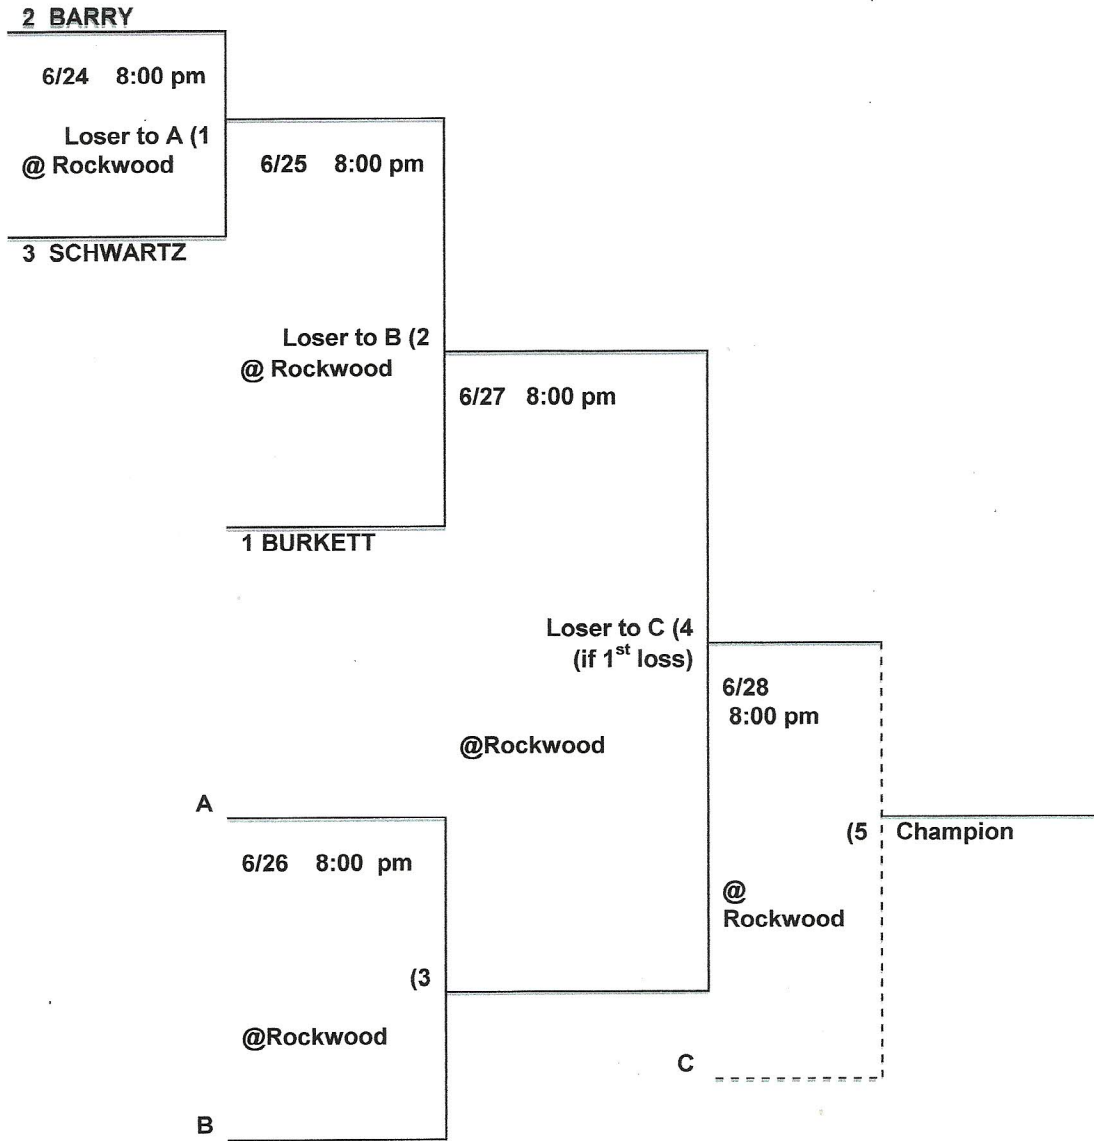 2 BARRY
6/24 8:00 pm
Loser to A (1
@ Rockwood
3 SCHWARTZ
6/25 8:00 pm
Loser to B (2
@ Rockwood
1 BURKETT
6/27 8:00 pm
Loser to C (4
(if 1st loss)
@Rockwood
6/28
8:00 pm
(5
Champion
@
Rockwood
A
6/26 8:00 pm
(3
@Rockwood
B
C